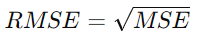 RMSE = √MSE